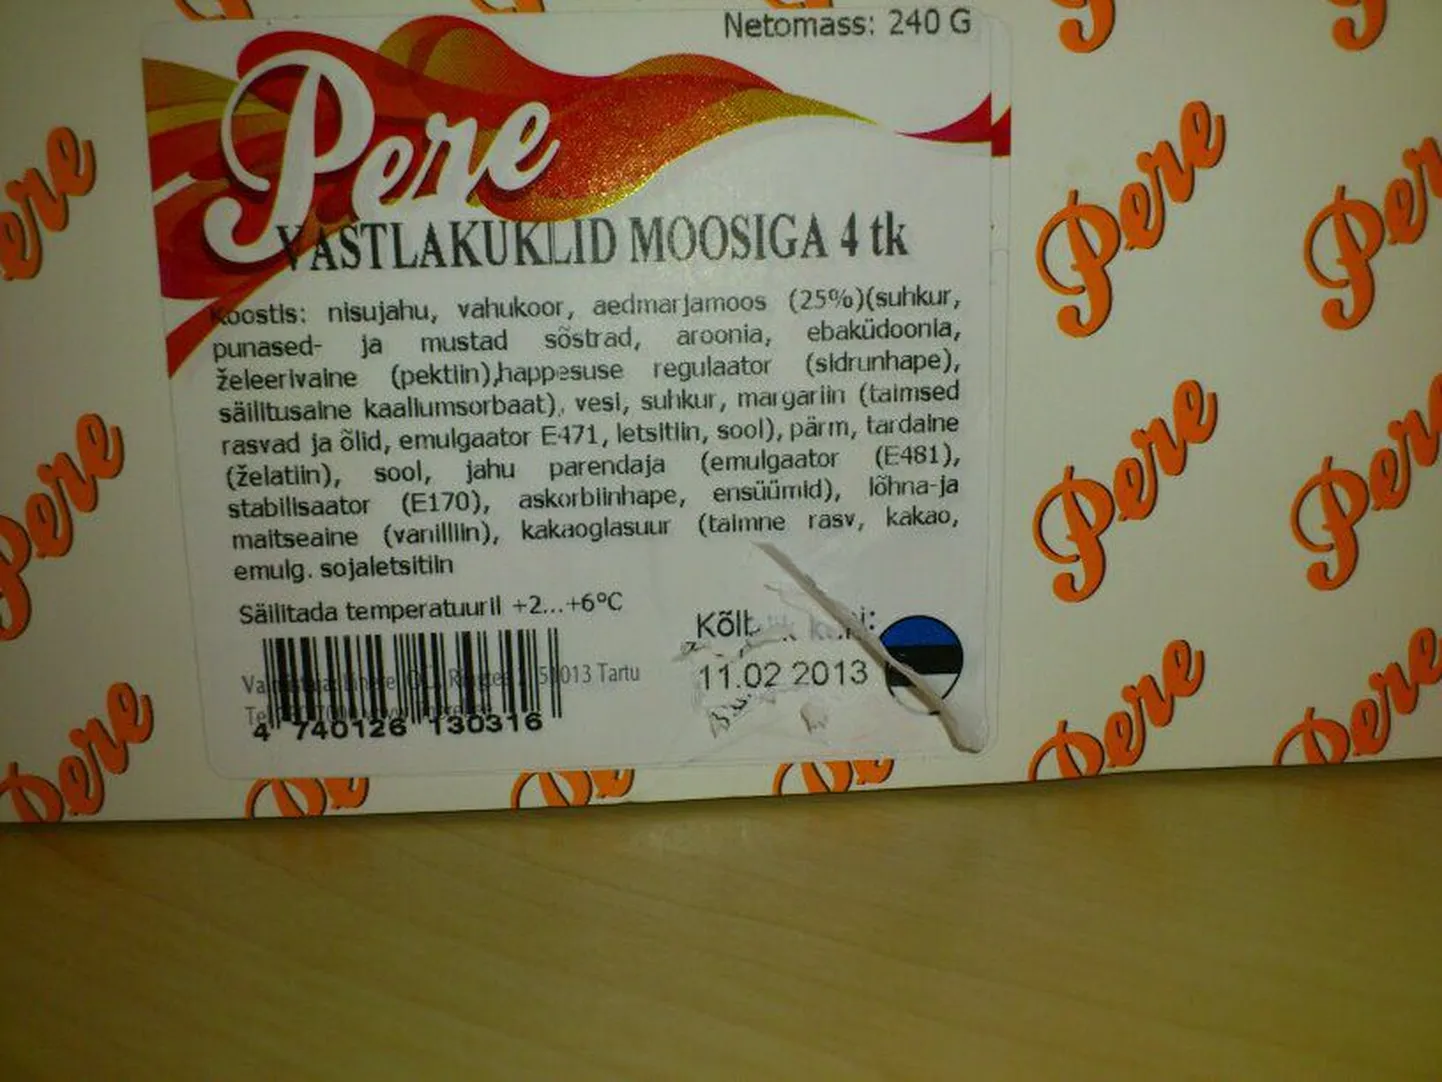 Netomass: 240 G
Pere
VASTLAKUKLID MOOSIGA 4 tk
Koostis: nisujahu, vahukoor, aedmarjamoos (25%)(suhkur,
punased- ja mustad sõstrad, aroonia, ebaküdoonia,
želeerivaine (pektiin),happesuse regulaator (sidrunhape),
säilitusaine kaaliumsorbaat), vesi, suhkur, margariin (taimsed
rasvad ja õlid, emulgaator E471, letsitiin, sool), pärm, tardaine
(želatiin), sool, jahu parendaja (emulgaator (E481),
stabilisaator (E170), askorbiinhape, ensüümid), lõhna-ja
maitseaine (vanilliin), kakaoglasuur (taimne rasv, kakao,
emulg. sojaletsitiin
Säilitada temperatuuril +2...+6°C
Tartu
4 740126 130316
11.02 2013
Pere
Pere
Pere
Pere
Pere
Pere
Pere
Pere